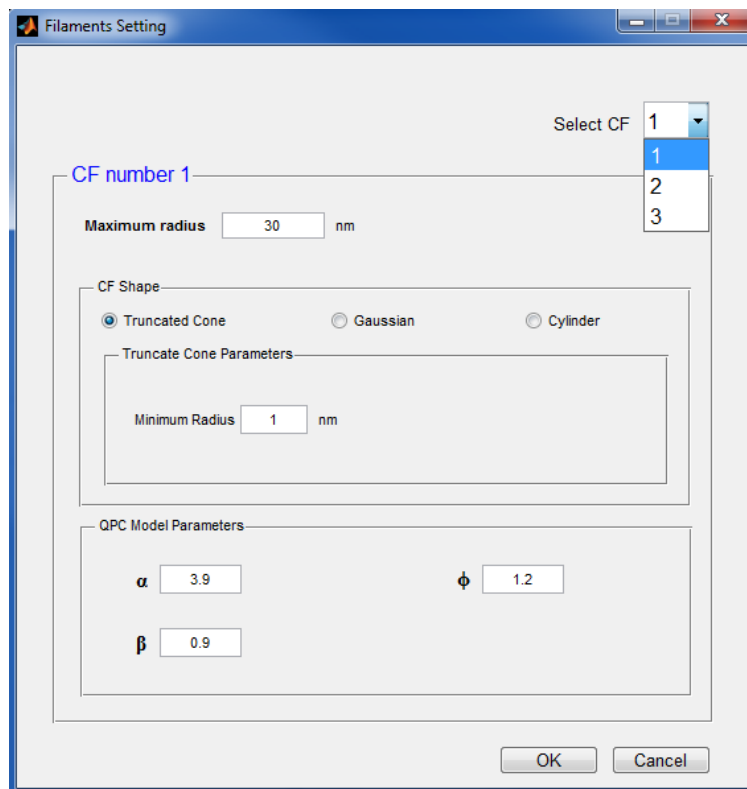 Filaments Setting
Select CF 1
1
2
3
CF number 1
Maximum radius 30 nm
CF Shape
Truncated Cone Gaussian Cylinder
Truncate Cone Parameters
Minimum Radius 1 nm
QPC Model Parameters
α 3.9 ϕ 1.2
β 0.9
OK Cancel